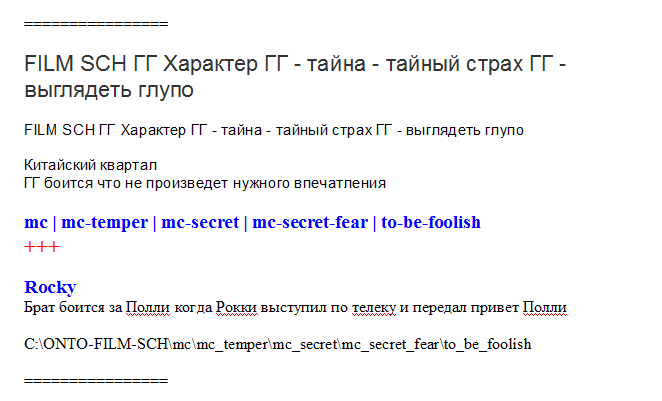 ================
FILM SCH ГГ Характер ГГ - тайна - тайный страх ГГ -
выглядеть глупо
FILM SCH ГГ Характер ГГ - тайна - тайный страх ГГ - выглядеть глупо
Китайский квартал
ГГ боится что не произведет нужного впечатления
mc | mc-temper | mc-secret | mc-secret-fear | to-be-foolish
+++
Rocky
Брат боится за Полли когда Рокки выступил по телеку и передал привет Полли
C:\ONTO-FILM-SCH\mc\mc_temper\mc_secret\mc_secret_fear\to_be_foolish
================